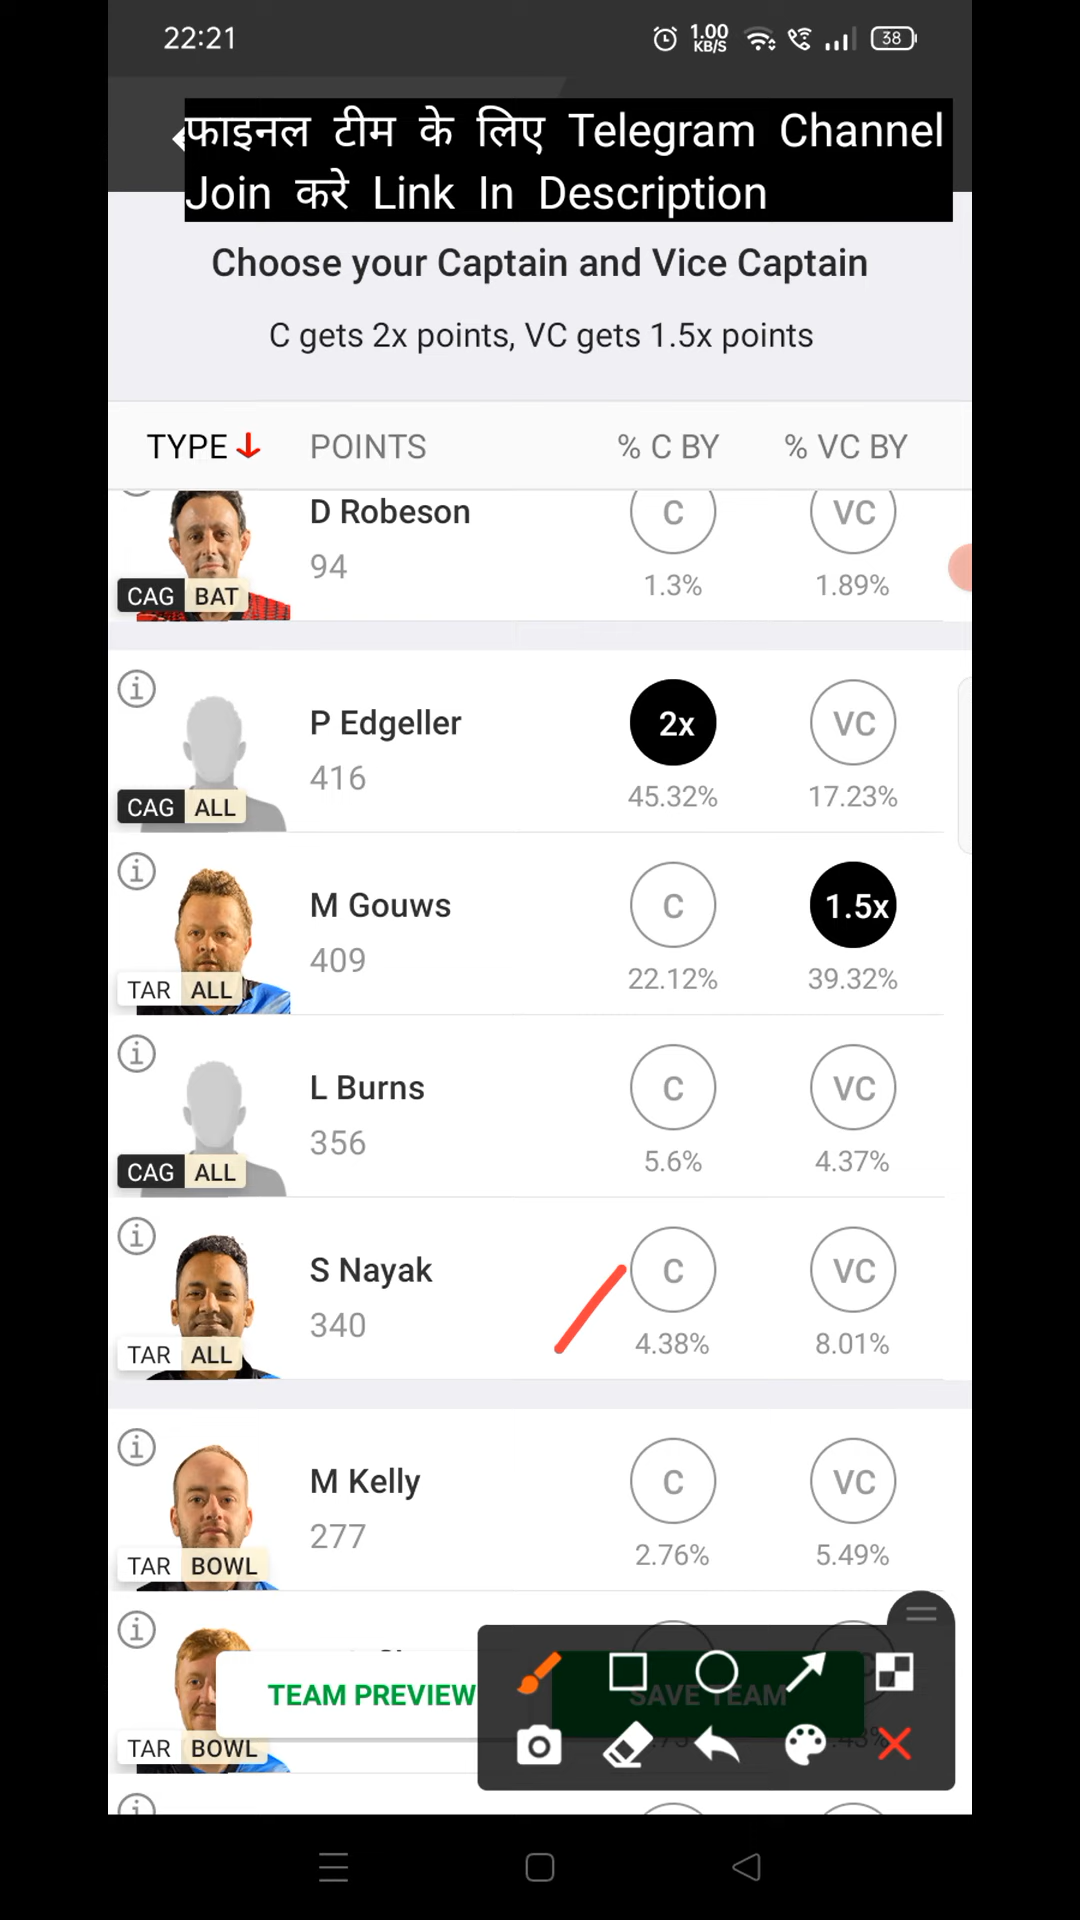 22:21 1.00 KB/S 38
फाइनल टीम के लिए Telegram Channel
Join करे Link In Description
Choose your Captain and Vice Captain
C gets 2x points, VC gets 1.5x points
TYPE POINTS % C BY % VC BY
D Robeson C VC
94 1.3% 1.89%
CAG BAT
P Edgeller 2x VC
416 45.32% 17.23%
CAG ALL
M Gouws C 1.5x
409 22.12% 39.32%
TAR ALL
L Burns C VC
356 5.6% 4.37%
CAG ALL
S Nayak C VC
340 4.38% 8.01%
TAR ALL
M Kelly C VC
277 2.76% 5.49%
TAR BOWL
TEAM PREVIEW SAVE TEAM
TAR BOWL